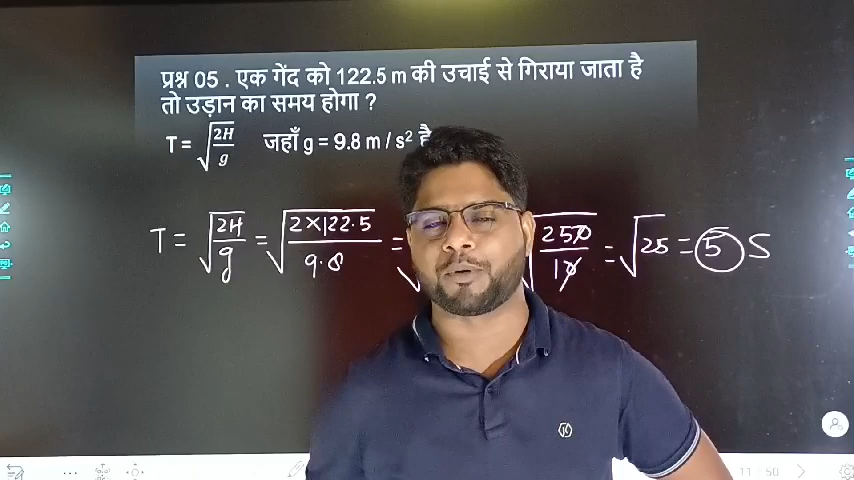 प्रश्न 05 . एक गेंद को 122.5 m की उचाई से गिराया जाता है
तो उड़ान का समय होगा ?
T = √2H/g जहाँ g = 9.8 m / s² है
T = √2H/g = √2×122.5/9.8 = √250/10 = √25 = 5 S
11 / 50